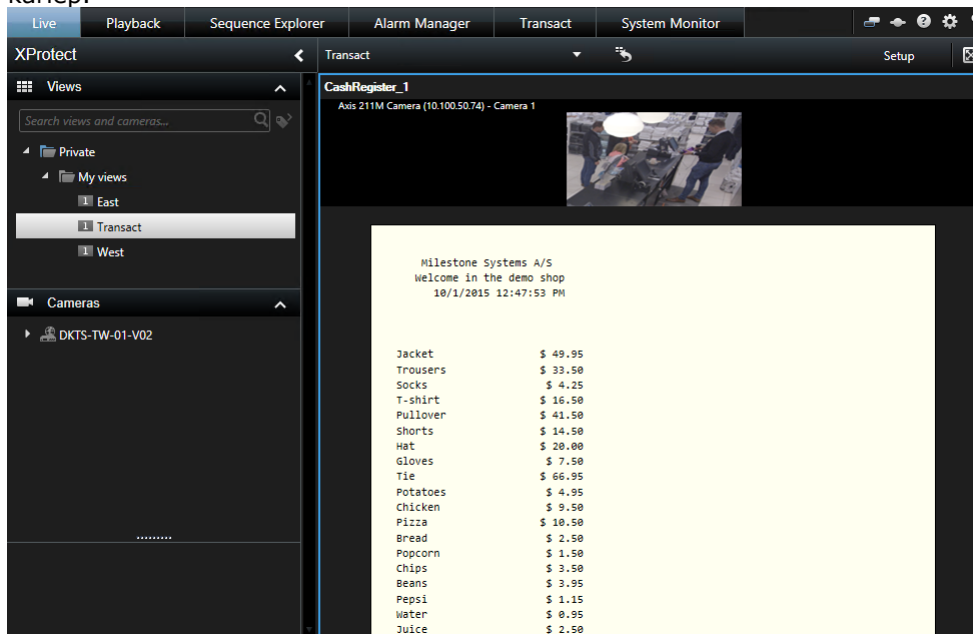 Live Playback Sequence Explorer Alarm Manager Transact System Monitor
XProtect
Transact
Setup
Views
Search views and cameras...
Private
My views
1 East
1 Transact
1 West
Cameras
DKTS-TW-01-V02
CashRegister_1
Axis 211M Camera (10.100.50.74) - Camera 1
Milestone Systems A/S
Welcome in the demo shop
10/1/2015 12:47:53 PM
Jacket $ 49.95
Trousers $ 33.50
Socks $ 4.25
T-shirt $ 16.50
Pullover $ 41.50
Shorts $ 14.50
Hat $ 20.00
Gloves $ 7.50
Tie $ 66.95
Potatoes $ 4.95
Chicken $ 9.50
Pizza $ 10.50
Bread $ 2.50
Popcorn $ 1.50
Chips $ 3.50
Beans $ 3.95
Pepsi $ 1.15
Water $ 0.95
Juice $ 2.50